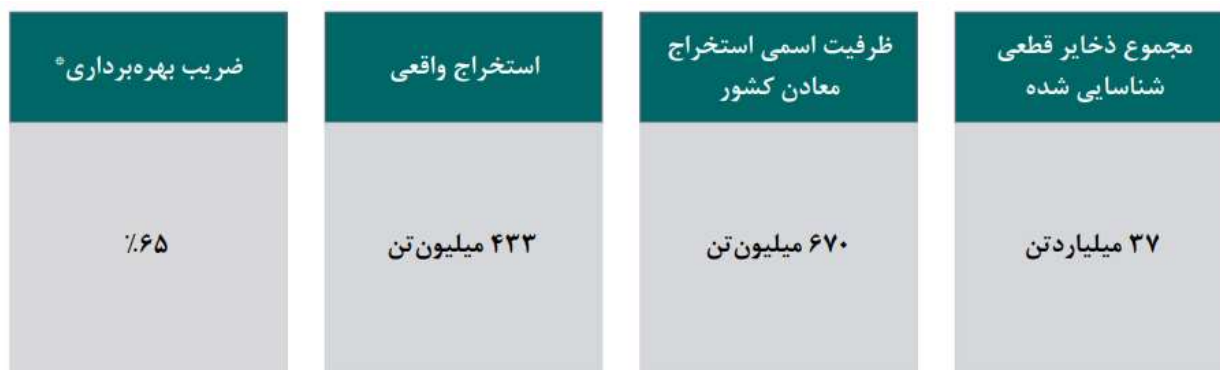 مجموع ذخایر قطعی
شناسایی شده
ظرفیت اسمی استخراج
معادن کشور
استخراج واقعی
ضریب بهره‌برداری*
۳۷ میلیاردتن
۶۷۰ میلیون‌تن
۴۳۳ میلیون‌تن
٪۶۵